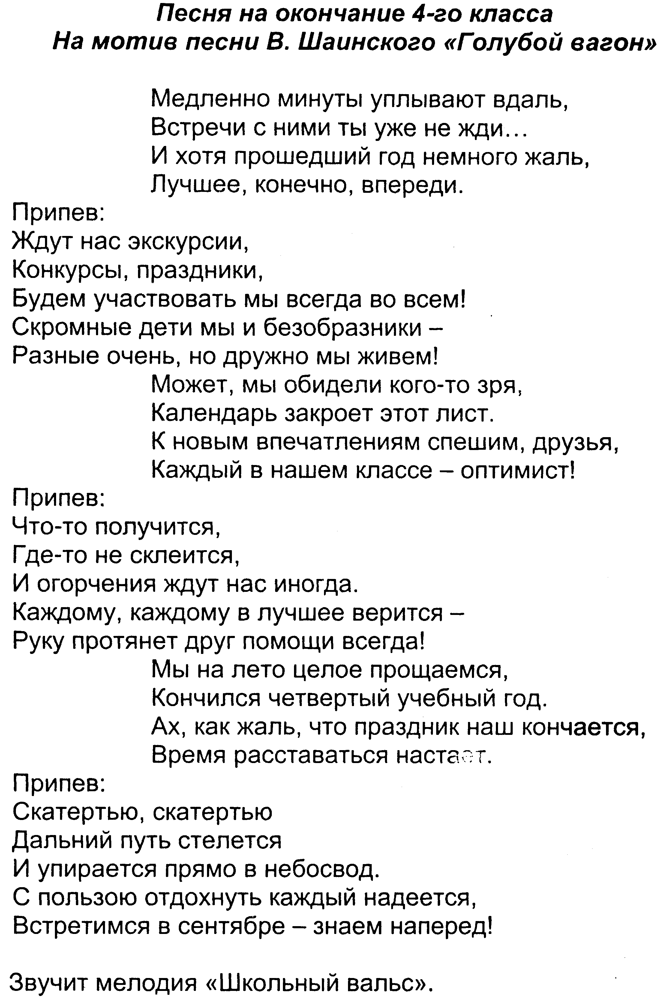 Песня на окончание 4-го класса
На мотив песни В. Шаинского «Голубой вагон»
Медленно минуты уплывают вдаль,
Встречи с ними ты уже не жди...
И хотя прошедший год немного жаль,
Лучшее, конечно, впереди.
Припев:
Ждут нас экскурсии,
Конкурсы, праздники,
Будем участвовать мы всегда во всем!
Скромные дети мы и безобразники –
Разные очень, но дружно мы живем!
Может, мы обидели кого-то зря,
Календарь закроет этот лист.
К новым впечатлениям спешим, друзья,
Каждый в нашем классе – оптимист!
Припев:
Что-то получится,
Где-то не склеится,
И огорчения ждут нас иногда.
Каждому, каждому в лучшее верится –
Руку протянет друг помощи всегда!
Мы на лето целое прощаемся,
Кончился четвертый учебный год.
Ах, как жаль, что праздник наш кончается,
Время расставаться настает.
Припев:
Скатертью, скатертью
Дальний путь стелется
И упирается прямо в небосвод.
С пользою отдохнуть каждый надеется,
Встретимся в сентябре – знаем наперед!
Звучит мелодия «Школьный вальс».